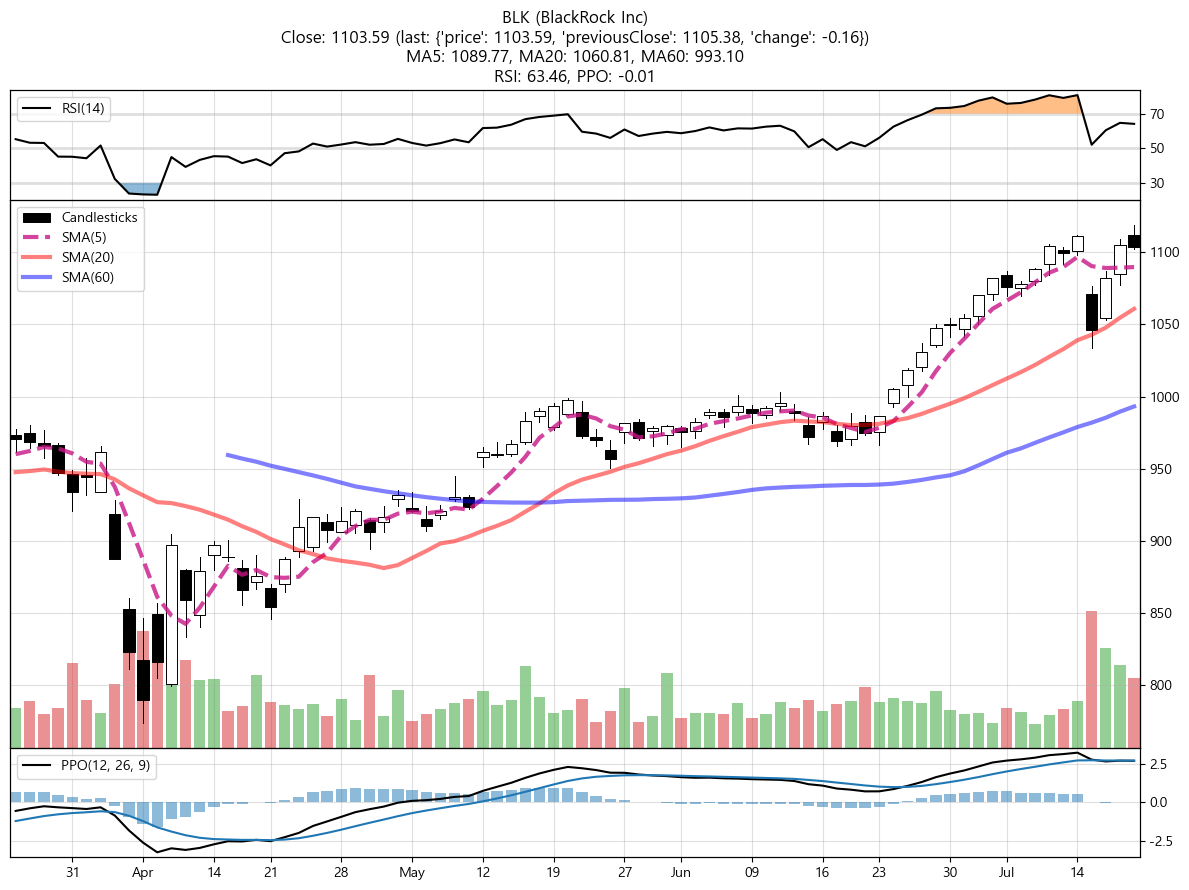 BLK (BlackRock Inc)
Close: 1103.59 (last: {'price': 1103.59, 'previousClose': 1105.38, 'change': -0.16})
MA5: 1089.77, MA20: 1060.81, MA60: 993.10
RSI: 63.46, PPO: -0.01
RSI(14)
70
50
30
Candlesticks
SMA(5)
SMA(20)
SMA(60)
1100
1050
1000
950
900
850
800
PPO(12, 26, 9)
2.5
0.0
-2.5
31 Apr 14 21 28 May 12 19 27 Jun 09 16 23 30 Jul 14